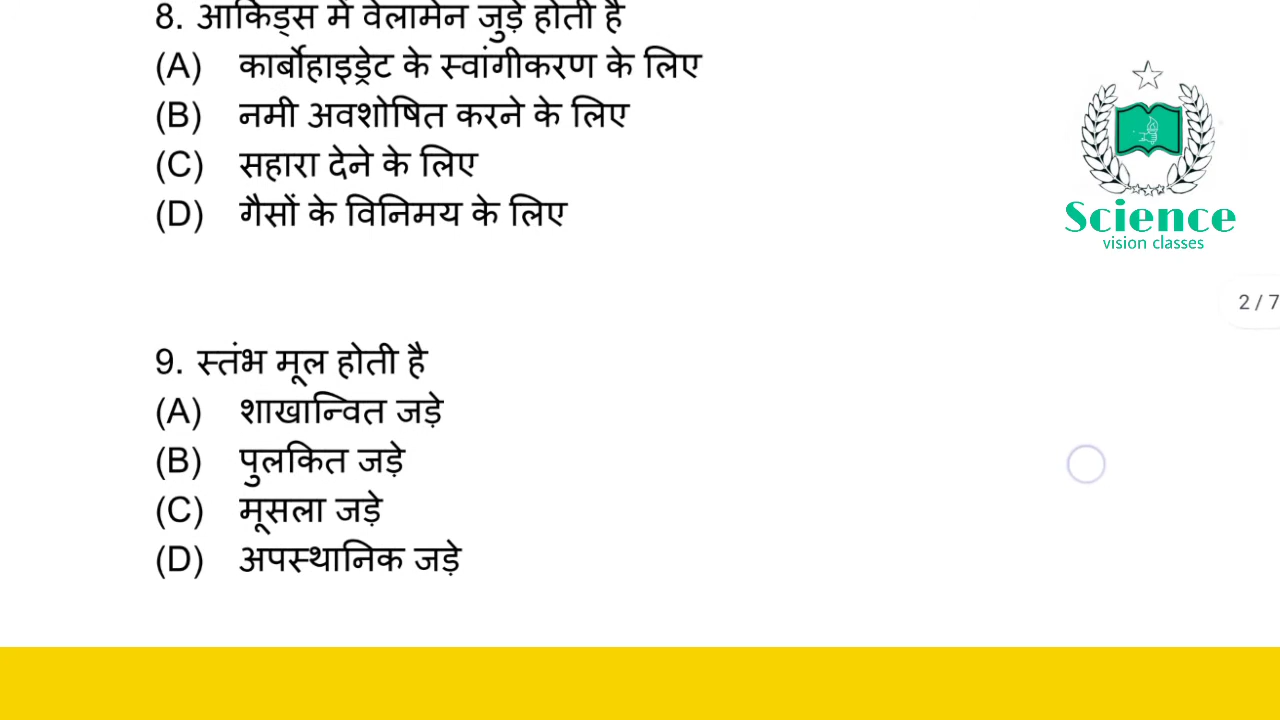 8. आर्किड्स में वेलामेन जुड़े होती है
(A) कार्बोहाइड्रेट के स्वांगीकरण के लिए
(B) नमी अवशोषित करने के लिए
(C) सहारा देने के लिए
(D) गैसों के विनिमय के लिए
Science
vision classes
2 / 7
9. स्तंभ मूल होती है
(A) शाखान्वित जड़े
(B) पुलकित जड़े
(C) मूसला जड़े
(D) अपस्थानिक जड़े